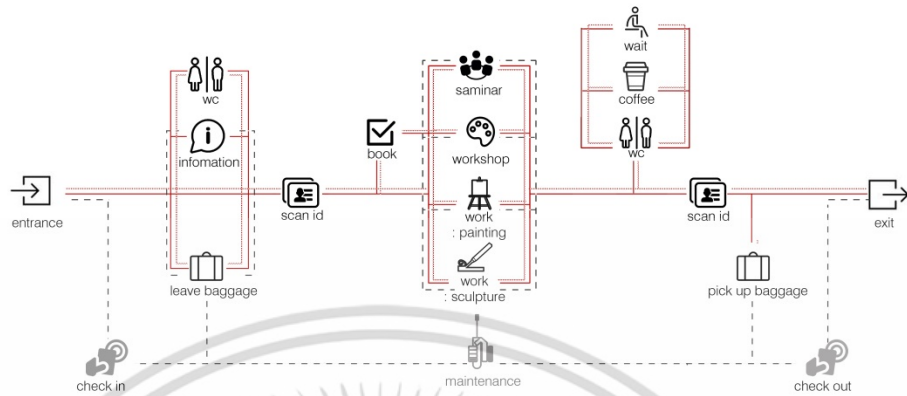 wait
saminar
wc
coffee
infomation
book
workshop
wc
entrance
scan id
work
: painting
scan id
exit
leave baggage
work
: sculpture
pick up baggage
check in
maintenance
check out